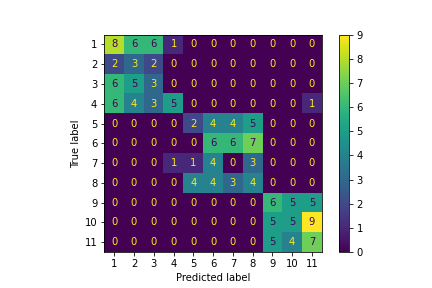 1 8 6 6 1 0 0 0 0 0 0 0
2 2 3 2 0 0 0 0 0 0 0 0
3 6 5 3 0 0 0 0 0 0 0 0
4 6 4 3 5 0 0 0 0 0 0 1
5 0 0 0 0 2 4 4 5 0 0 0
6 0 0 0 0 0 6 6 7 0 0 0
7 0 0 0 1 1 4 0 3 0 0 0
8 0 0 0 0 4 4 3 4 0 0 0
9 0 0 0 0 0 0 0 0 6 5 5
10 0 0 0 0 0 0 0 0 5 5 9
11 0 0 0 0 0 0 0 0 5 4 7
1 2 3 4 5 6 7 8 9 10 11
Predicted label
True label
9
8
7
6
5
4
3
2
1
0